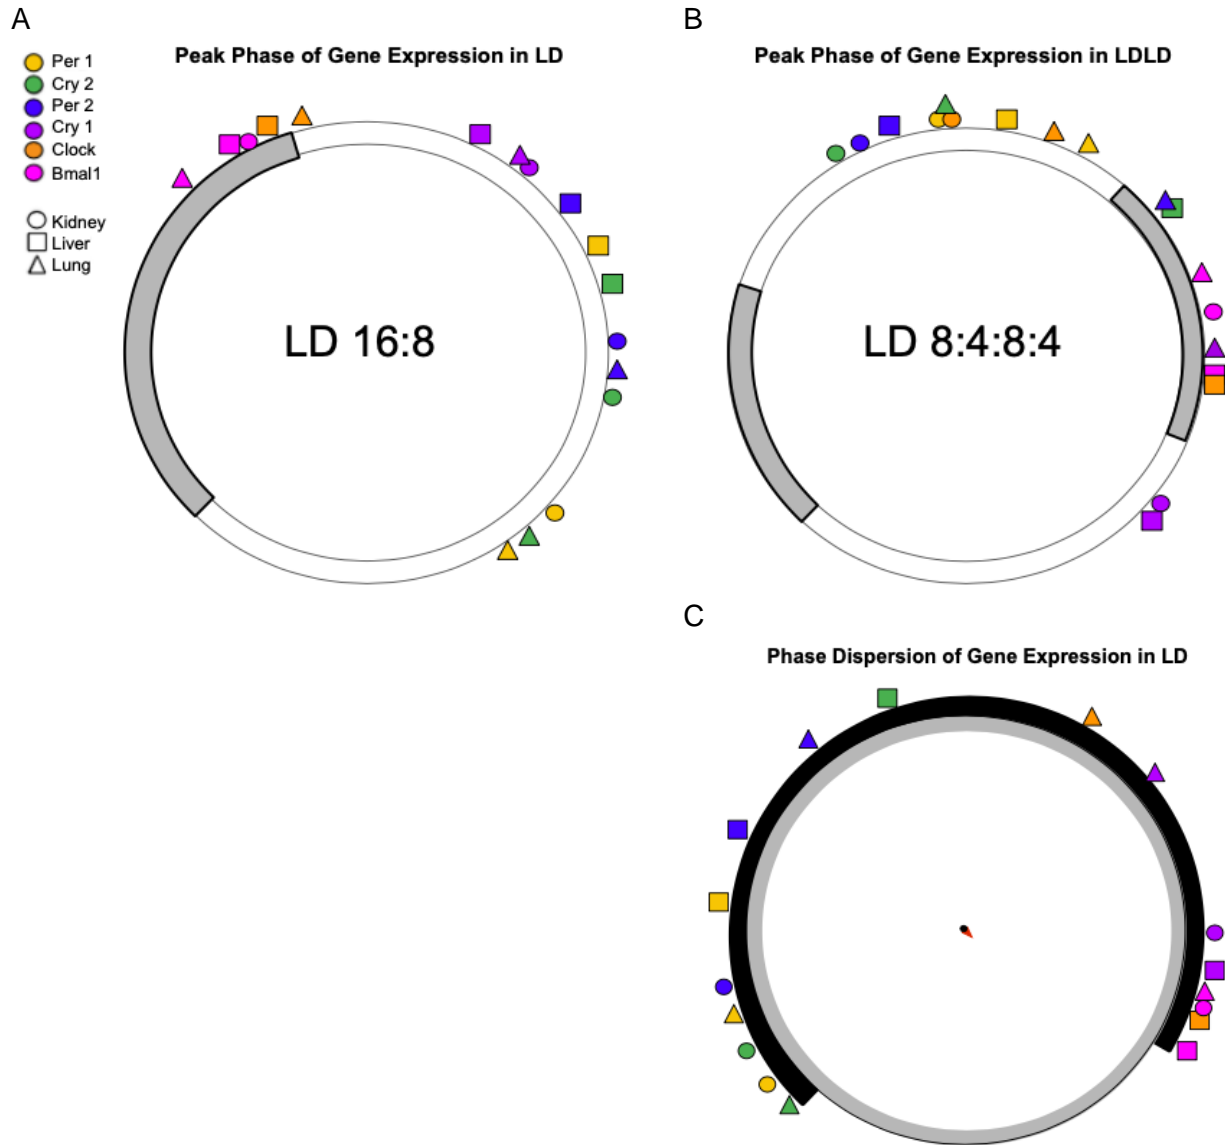 A
B
Peak Phase of Gene Expression in LD
Peak Phase of Gene Expression in LDLD
Per 1
Cry 2
Per 2
Cry 1
Clock
Bmal1
Kidney
Liver
Lung
LD 16:8
LD 8:4:8:4
C
Phase Dispersion of Gene Expression in LD